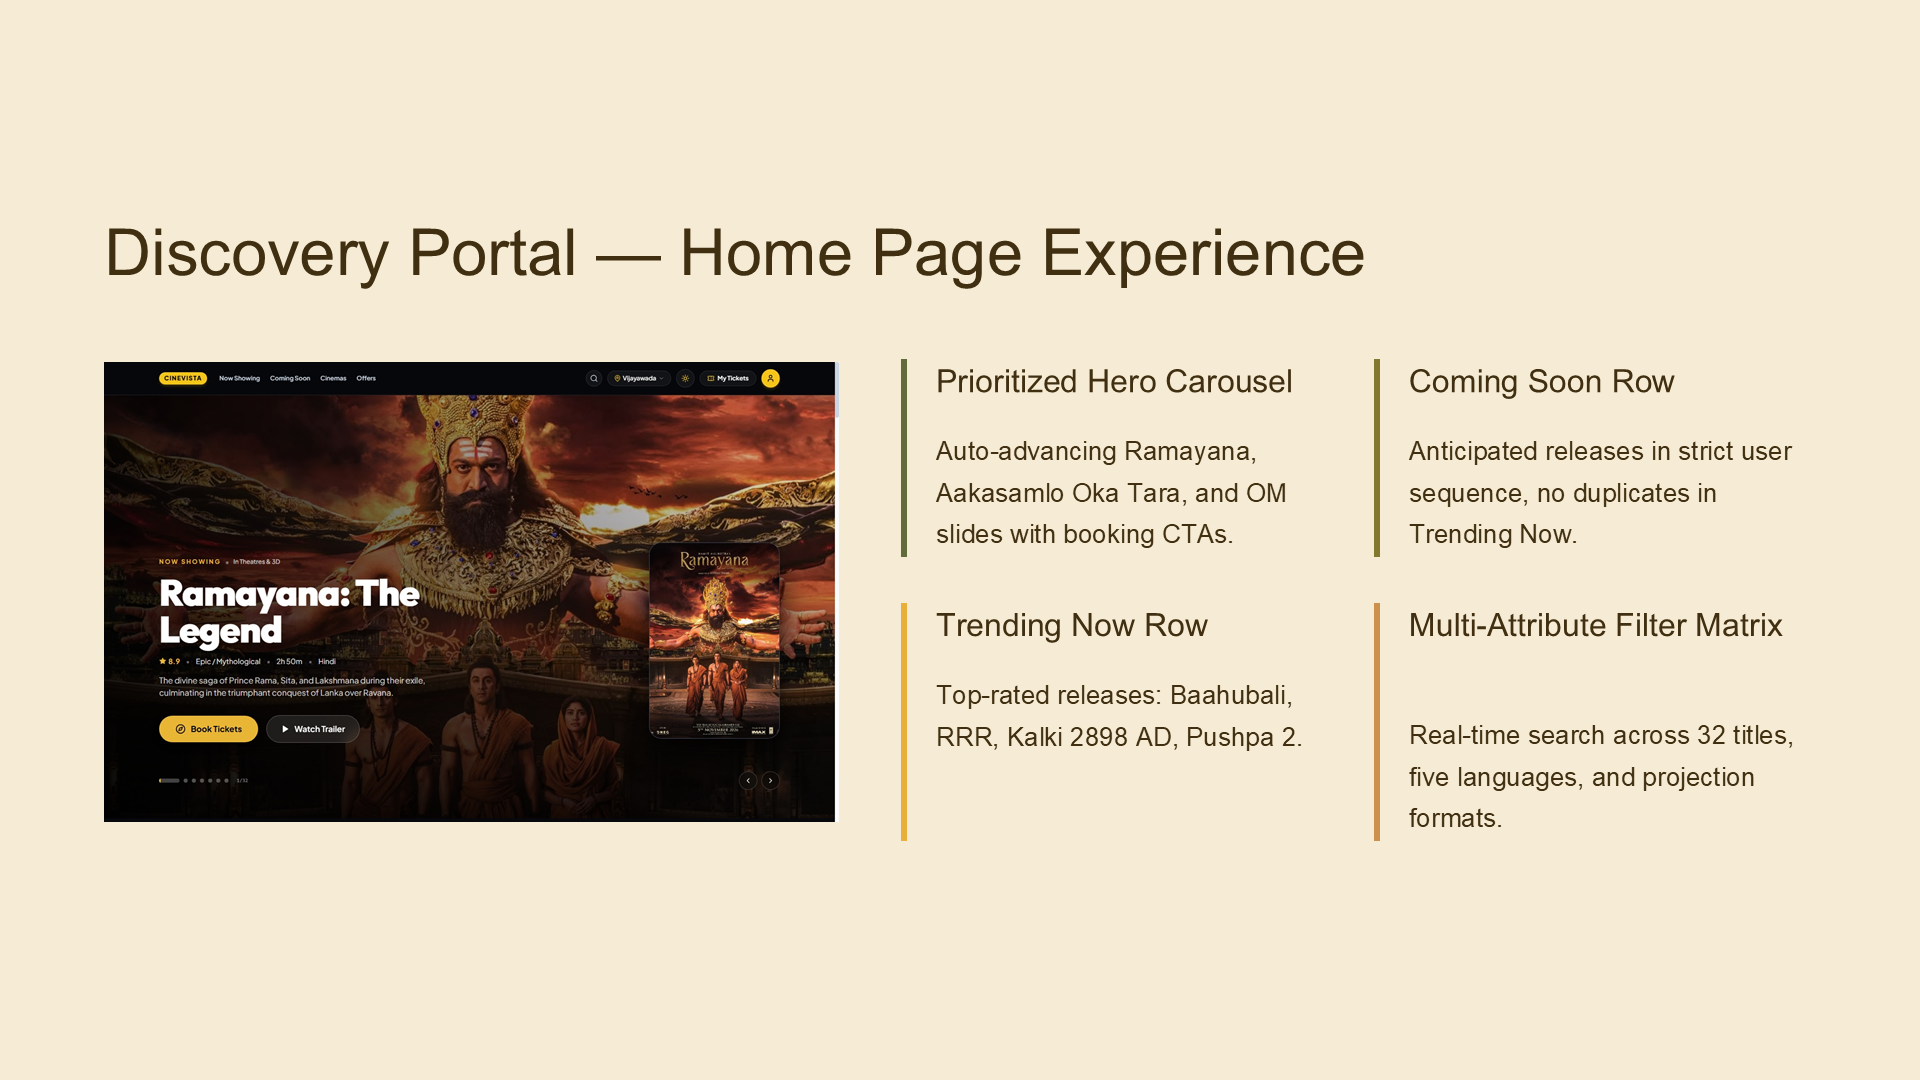 Discovery Portal — Home Page Experience
CINEVISTA Now Showing Coming Soon Cinemas Offers Vijayawada My Tickets
NOW SHOWING • In Theatres & 3D
Ramayana: The
Legend
8.9 • Epic / Mythological • 2h 50m • Hindi
The divine saga of Prince Rama, Sita, and Lakshmana during their exile,
culminating in the triumphant conquest of Lanka over Ravana.
Book Tickets Watch Trailer
Ramayana
IMAX
Prioritized Hero Carousel
Auto-advancing Ramayana,
Aakasamlo Oka Tara, and OM
slides with booking CTAs.
Coming Soon Row
Anticipated releases in strict user
sequence, no duplicates in
Trending Now.
Trending Now Row
Top-rated releases: Baahubali,
RRR, Kalki 2898 AD, Pushpa 2.
Multi-Attribute Filter Matrix
Real-time search across 32 titles,
five languages, and projection
formats.